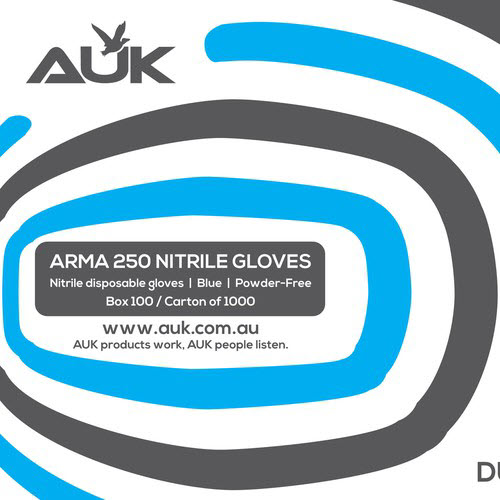 AUK
ARMA 250 NITRILE GLOVES
Nitrile disposable gloves | Blue | Powder-Free
Box 100 / Carton of 1000
www.auk.com.au
AUK products work, AUK people listen.